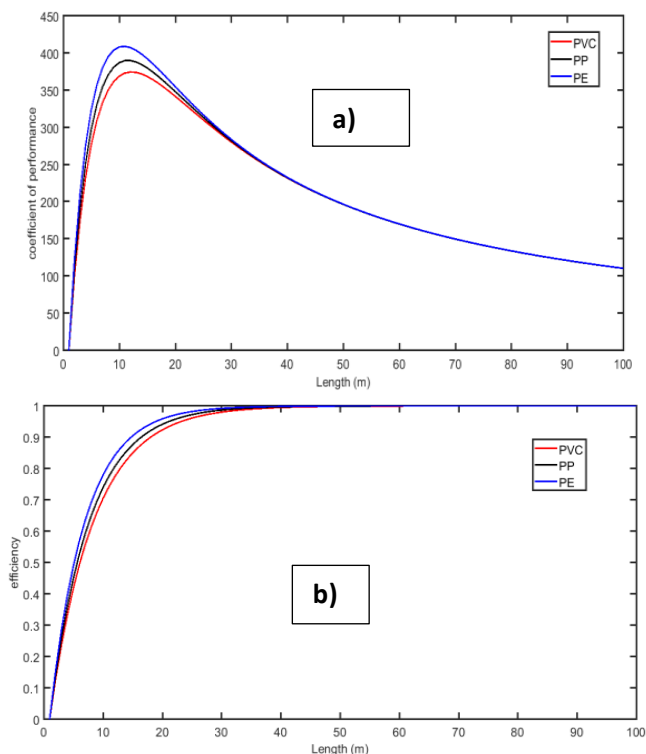 450
400
350
300
250
200
150
100
50
0
coefficient of performance
PVC
PP
PE
a)
0 10 20 30 40 50 60 70 80 90 100
Length (m)
1
0.9
0.8
0.7
0.6
0.5
0.4
0.3
0.2
0.1
0
efficiency
PVC
PP
PE
b)
0 10 20 30 40 50 60 70 80 90 100
Length (m)